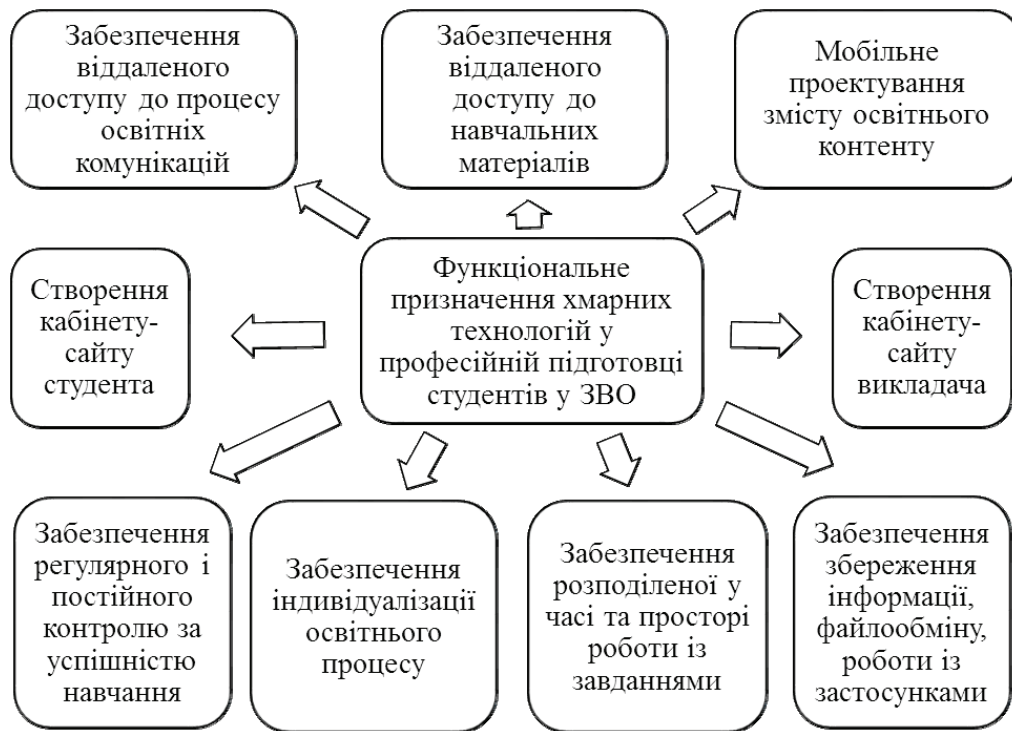 Забезпечення
віддаленого
доступу до процесу
освітніх
комунікацій
Забезпечення
віддаленого
доступу до
навчальних
матеріалів
Мобільне
проектування
змісту освітнього
контенту
Створення
кабінету-
сайту
студента
Функціональне
призначення хмарних
технологій у
професійній підготовці
студентів у ЗВО
Створення
кабінету-
сайту
викладача
Забезпечення
регулярного і
постійного
контролю за
успішністю
навчання
Забезпечення
індивідуалізації
освітнього
процесу
Забезпечення
розподіленої у
часі та просторі
роботи із
завданнями
Забезпечення
збереження
інформації,
файлообміну,
роботи із
застосунками